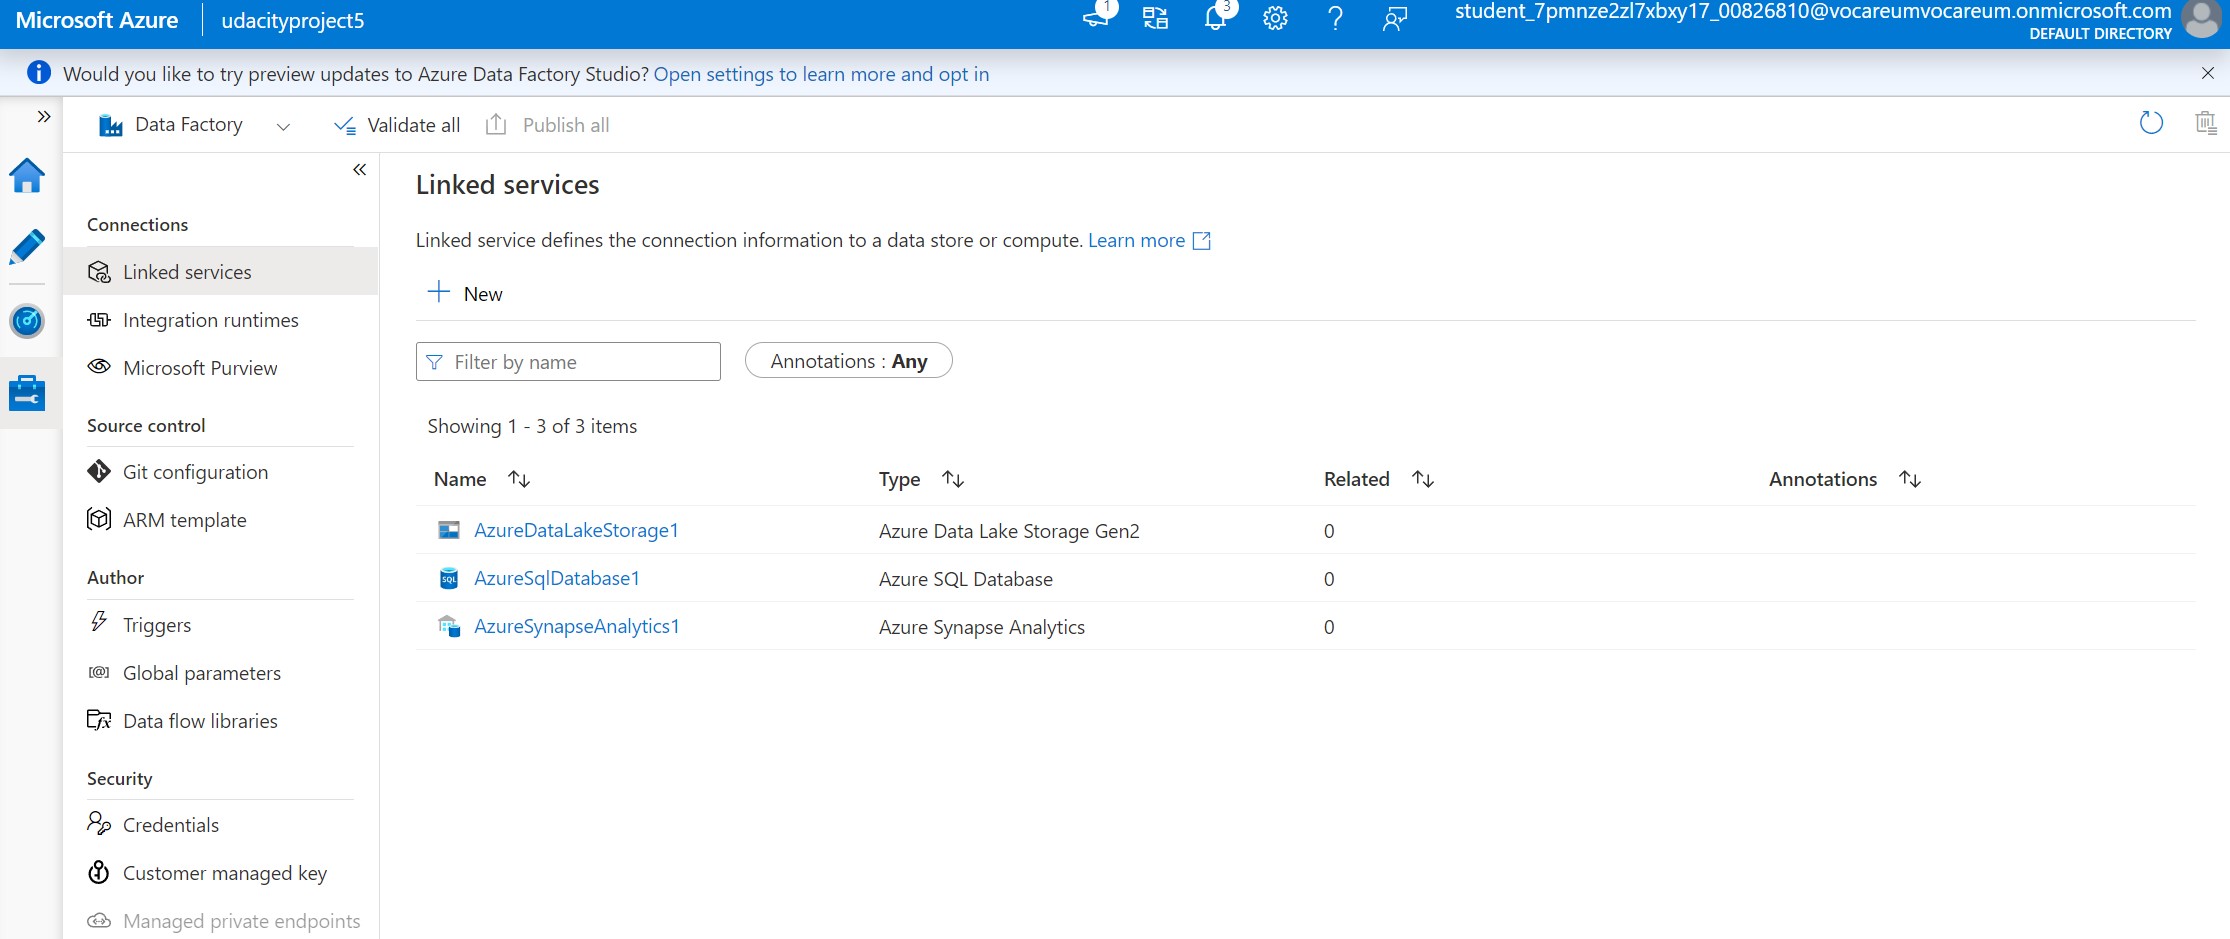 Microsoft Azure
udacityproject5
1
3
student_7pmnze2zl7xbxy17_00826810@vocareumvocareum.onmicrosoft.com
DEFAULT DIRECTORY
Would you like to try preview updates to Azure Data Factory Studio? Open settings to learn more and opt in
Data Factory
Validate all
Publish all
Connections
Linked services
Integration runtimes
Microsoft Purview
Source control
Git configuration
ARM template
Author
Triggers
Global parameters
Data flow libraries
Security
Credentials
Customer managed key
Managed private endpoints
Linked services
Linked service defines the connection information to a data store or compute. Learn more
New
Filter by name
Annotations : Any
Showing 1 - 3 of 3 items
Name Type Related Annotations
AzureDataLakeStorage1 Azure Data Lake Storage Gen2 0
SQL AzureSqlDatabase1 Azure SQL Database 0
AzureSynapseAnalytics1 Azure Synapse Analytics 0